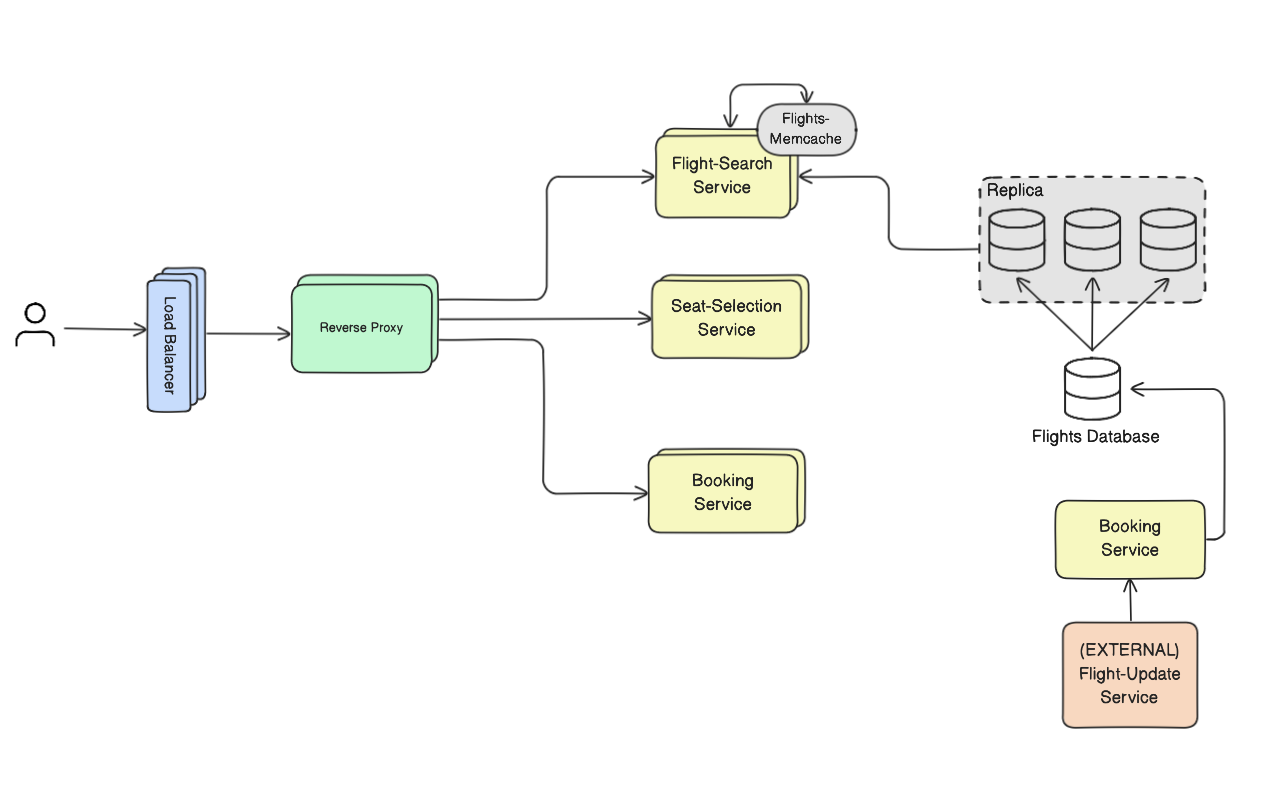 Flights-
Memcache
Flight-Search
Service
Replica
Load Balancer
Reverse Proxy
Seat-Selection
Service
Flights Database
Booking
Service
Booking
Service
(EXTERNAL)
Flight-Update
Service